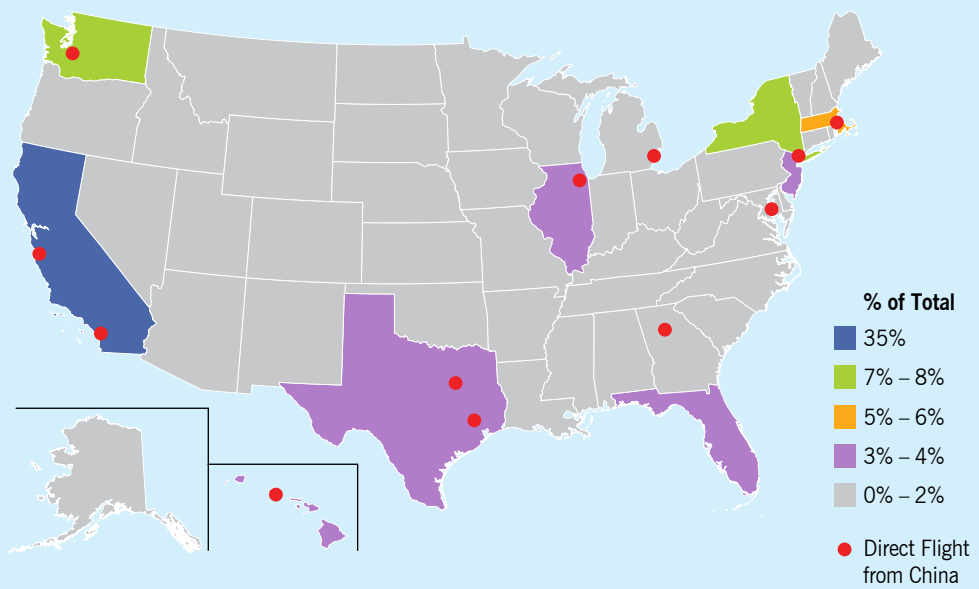 % of Total
35%
7% – 8%
5% – 6%
3% – 4%
0% – 2%
Direct Flight
from China